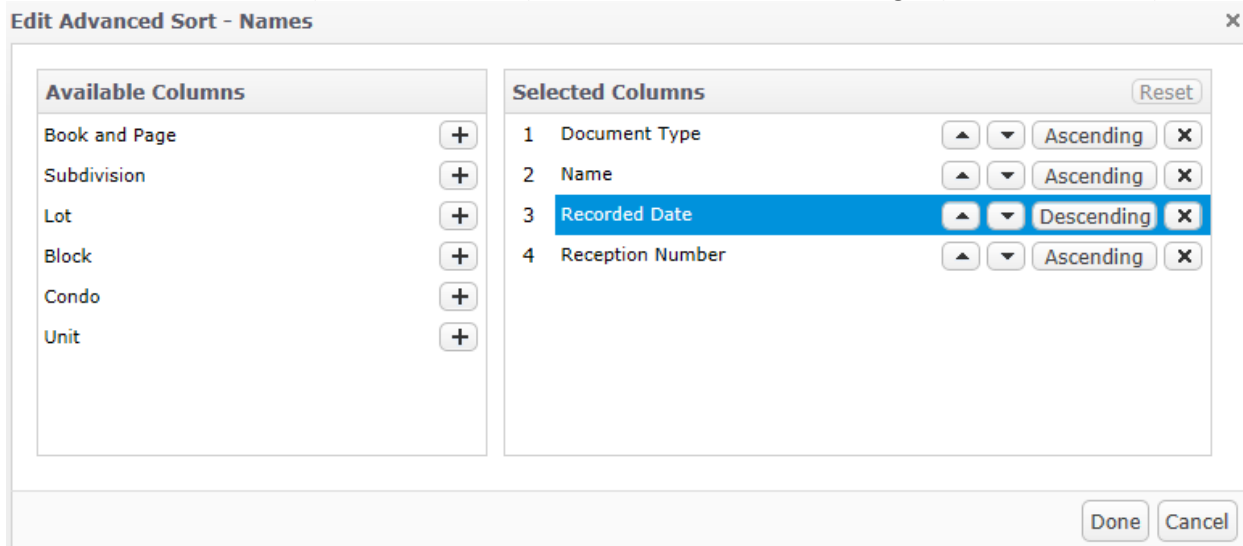 Edit Advanced Sort - Names
Available Columns
Book and Page
Subdivision
Lot
Block
Condo
Unit
Selected Columns Reset
1 Document Type Ascending
2 Name Ascending
3 Recorded Date Descending
4 Reception Number Ascending
Done Cancel